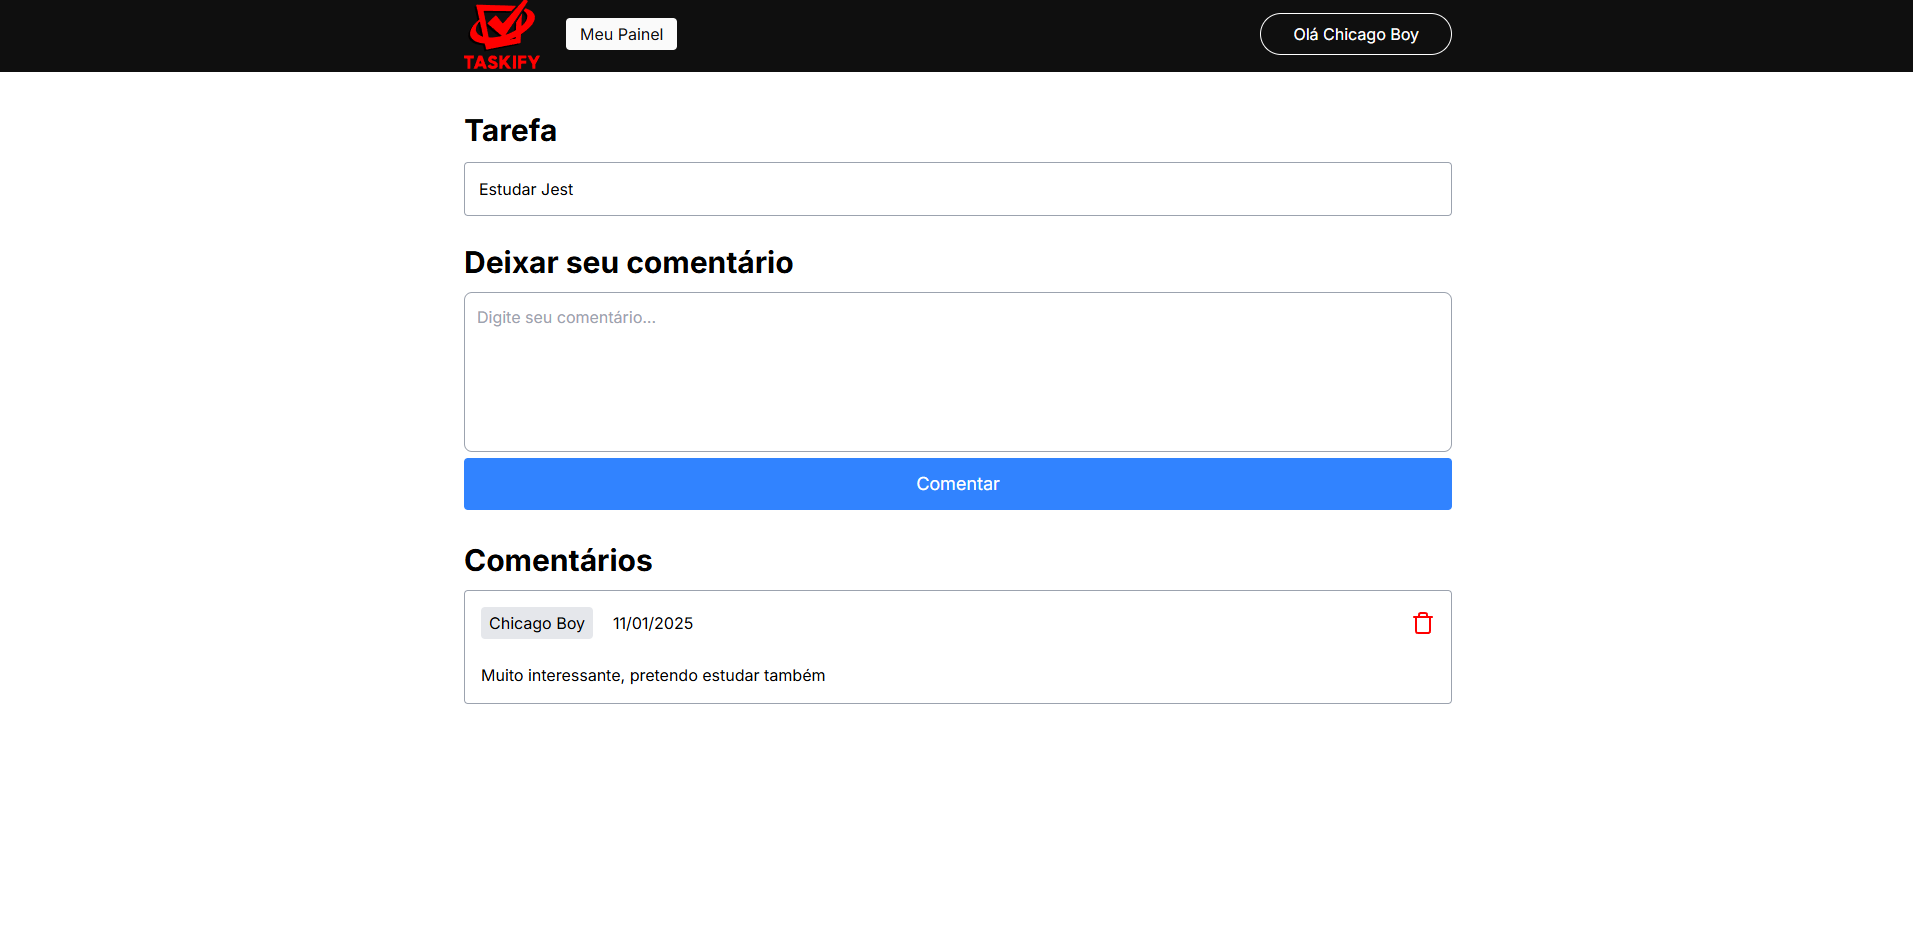 TASKIFY
Meu Painel
Olá Chicago Boy
Tarefa
Estudar Jest
Deixar seu comentário
Digite seu comentário...
Comentar
Comentários
Chicago Boy 11/01/2025
Muito interessante, pretendo estudar também